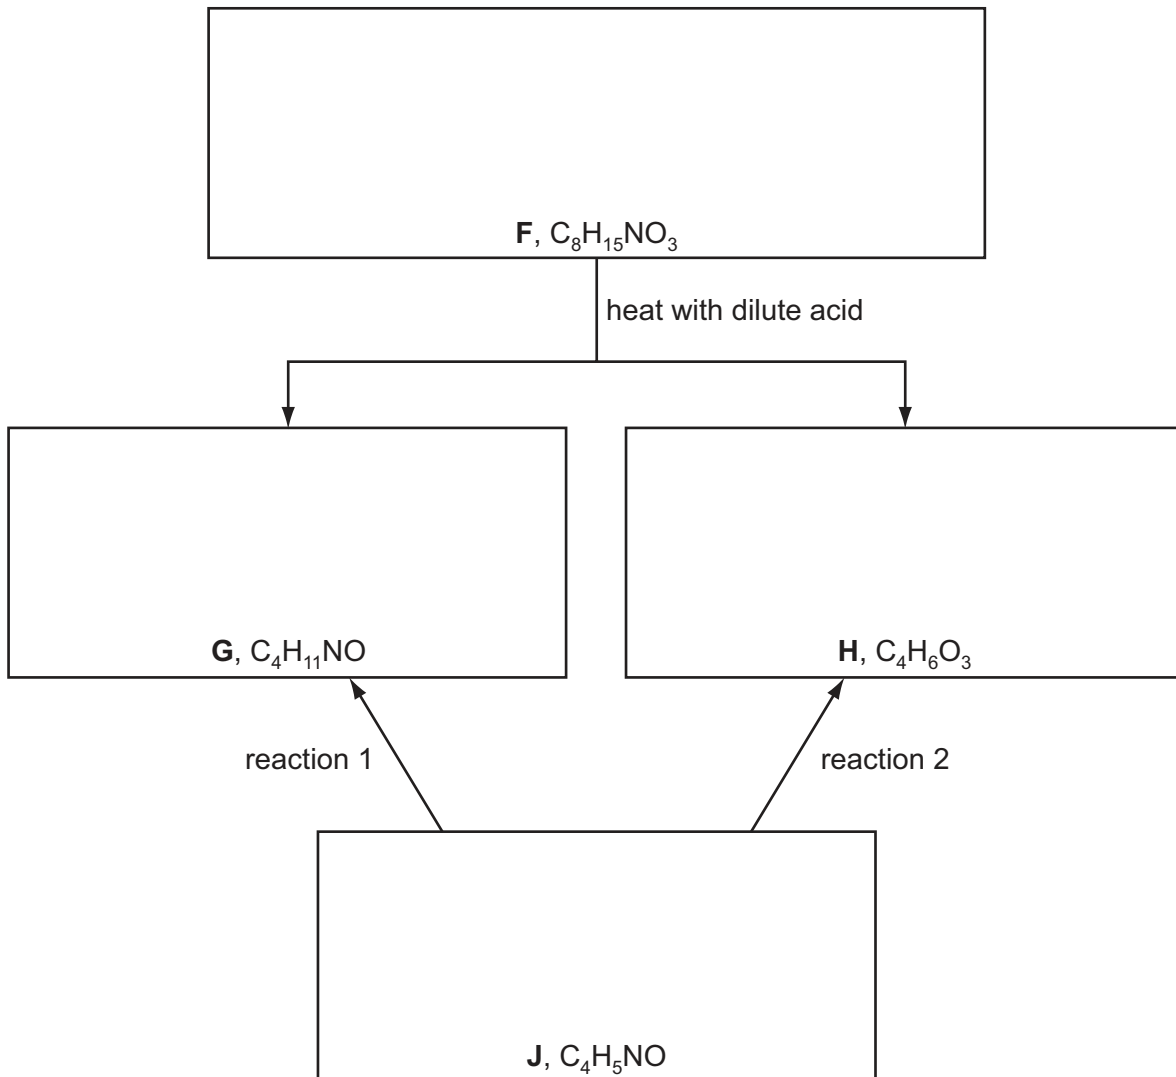 F, C₈H₁₅NO₃
heat with dilute acid
G, C₄H₁₁NO
H, C₄H₆O₃
reaction 1
reaction 2
J, C₄H₅NO